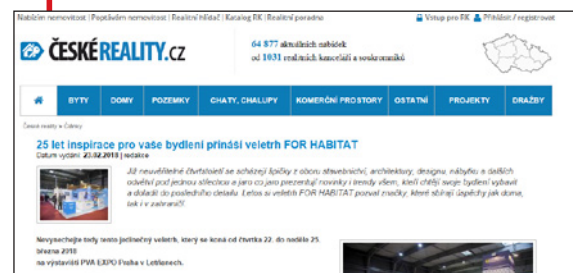 Nabízím nemovitost | Poptávám nemovitost | Realitní hlídač | Katalog RK | Realitní poradna
Vstup pro RK Přihlásit / registrovat
ČESKÉREALITY.CZ
64 877 aktuálních nabídek
od 1031 realitních kanceláří a soukromníků
BYTY DOMY POZEMKY CHATY, CHALUPY KOMERČNÍ PROSTORY OSTATNÍ PROJEKTY DRAŽBY
České reality » Články
25 let inspirace pro vaše bydlení přináší veletrh FOR HABITAT
Datum vydání: 23.02.2018 | redakce
Již neuvěřitelné čtvrtstoletí se scházejí špičky z oboru stavebnictví, architektury, designu, nábytku a dalších
odvětví pod jednou střechou a jaro co jaro prezentují novinky i trendy všem, kteří chtějí svoje bydlení vybavit
a doladit do posledního detailu. Letos si veletrh FOR HABITAT pozval značky, které sbírají úspěchy jak doma,
tak i v zahraničí.
Nevynechejte tedy tento jedinečný veletrh, který se koná od čtvrtka 22. do neděle 25.
března 2018
na výstavišti PVA EXPO Praha v Letňanech.